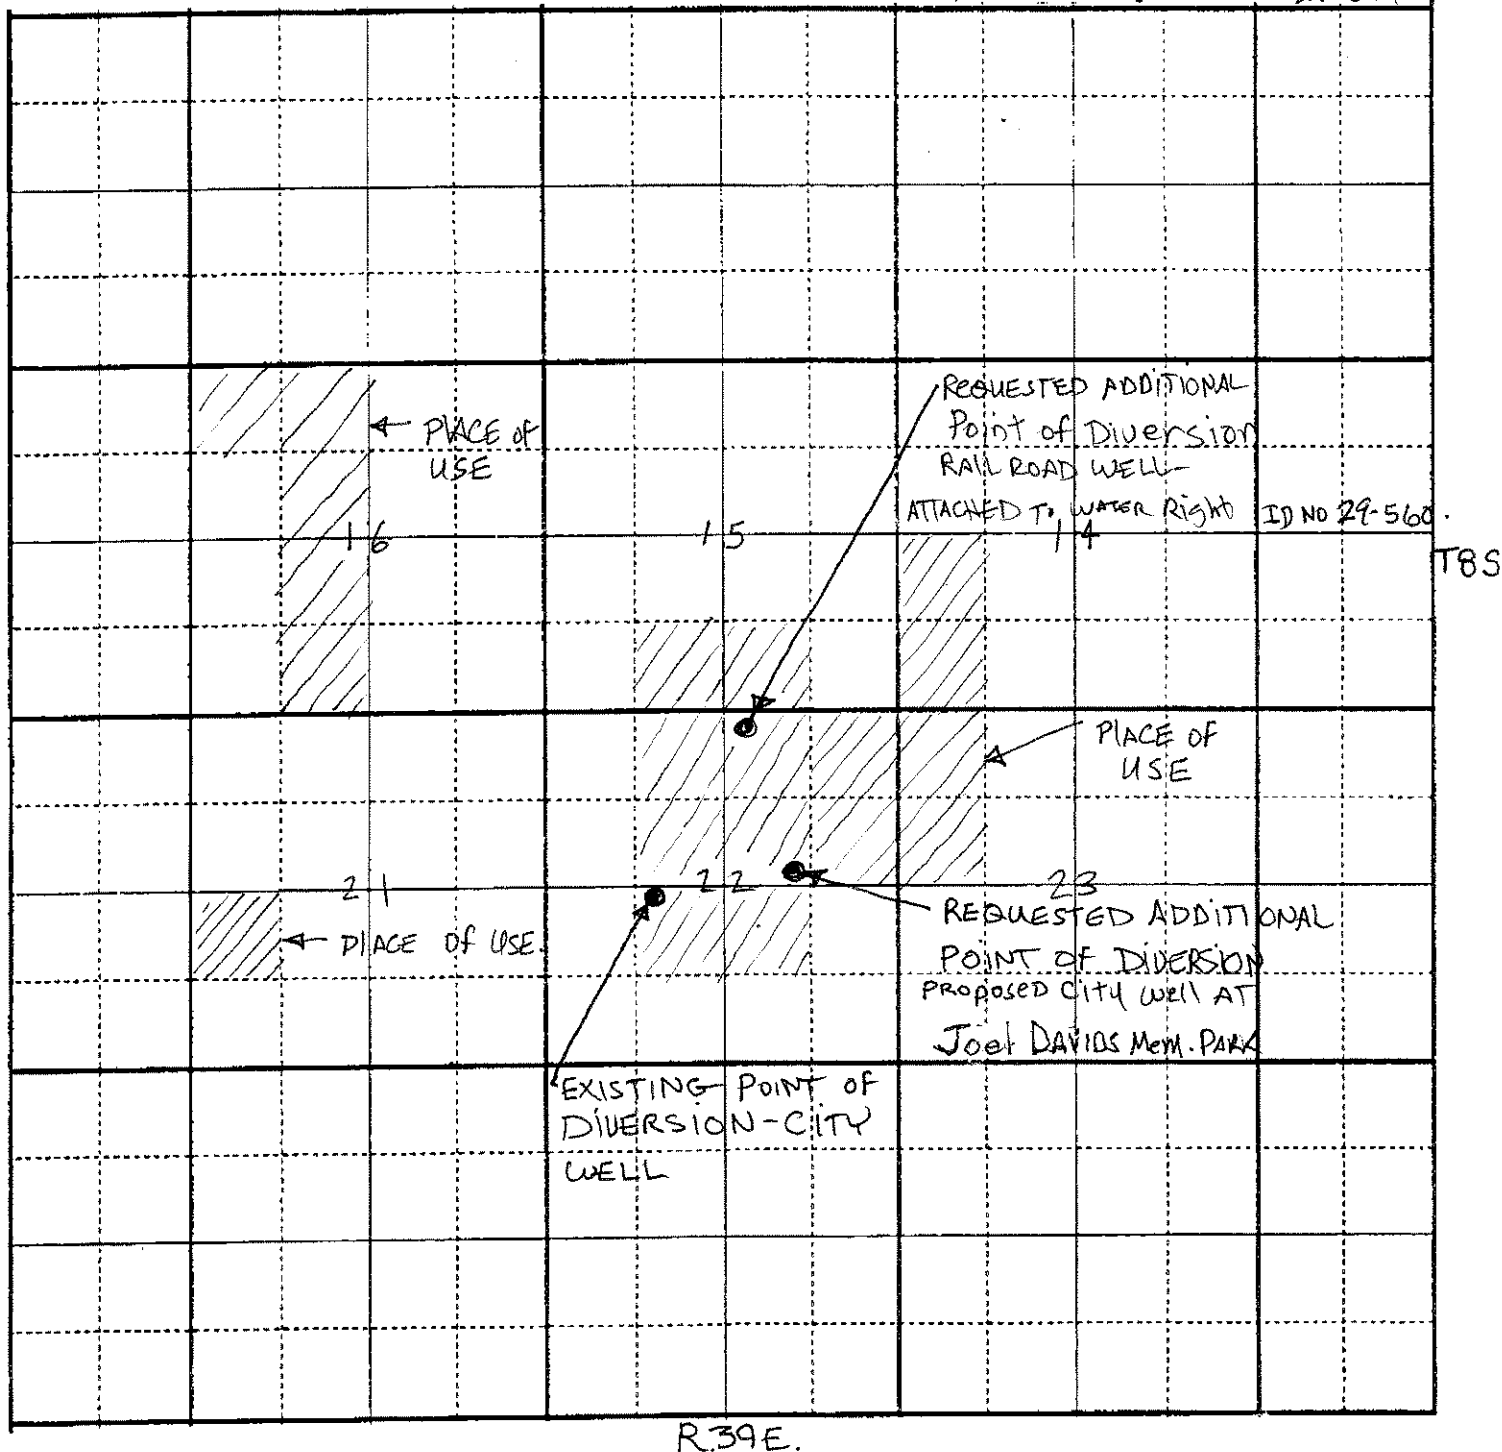 REQUESTED ADDITIONAL
Point of Diversion
RAILROAD WELL
ATTACHED To WATER Right ID NO 29-560.
PLACE OF
USE
16
15
14
T8S
PLACE OF
USE
21
22
23
PLACE OF USE.
REQUESTED ADDITIONAL
POINT OF DIVERSION
PROPOSED CITY WELL AT
Joel DAVIDS Mem. PARK
EXISTING POINT OF
DIVERSION-CITY
WELL
R.39E.